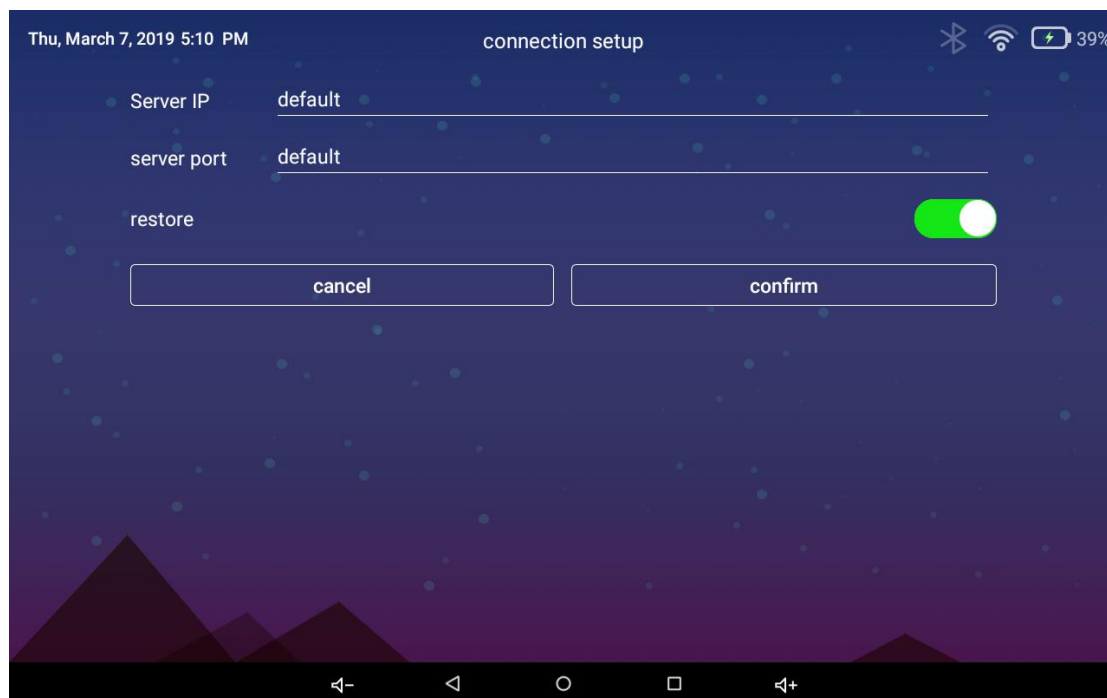 Thu, March 7, 2019 5:10 PM connection setup 39%
Server IP default
server port default
restore
cancel confirm